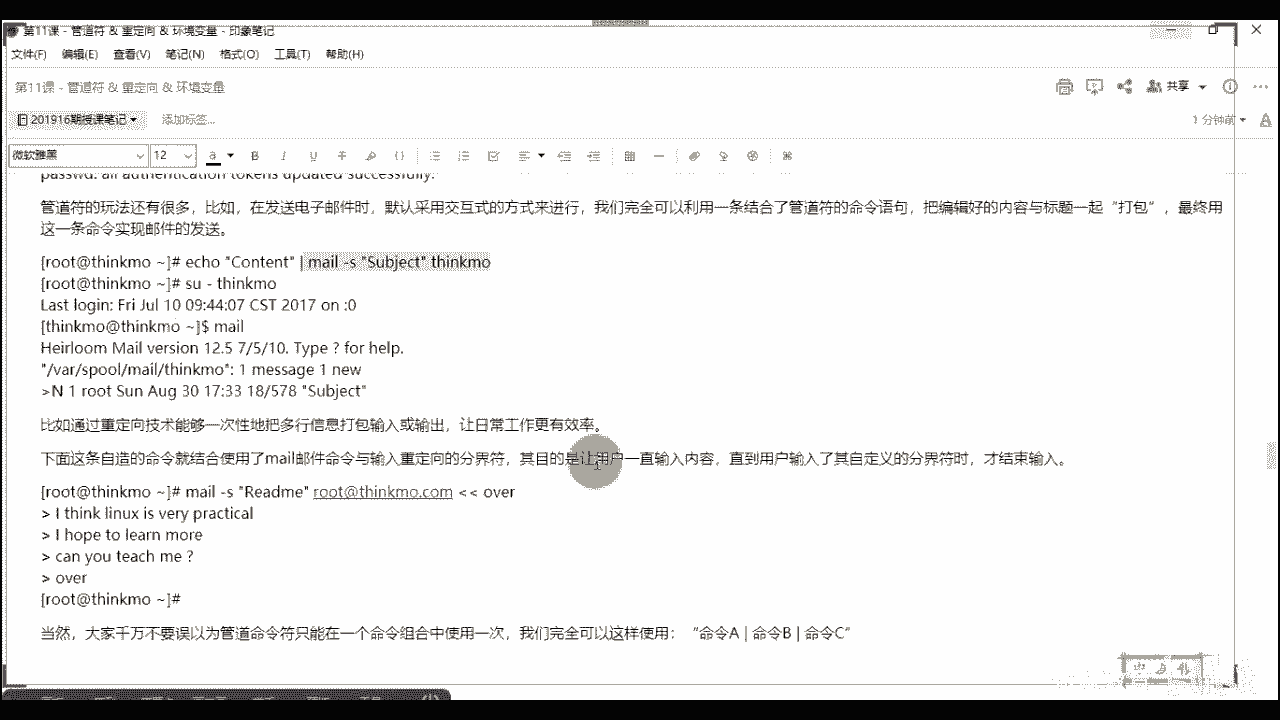 第11课 - 管道符 & 重定向 & 环境变量 - 印象笔记
文件(F) 编辑(E) 查看(V) 笔记(N) 格式(O) 工具(T) 帮助(H)
第11课 - 管道符 & 重定向 & 环境变量
共享
201916期授课笔记 添加标签...
1 分钟前
微软雅黑 12
passwd: all authentication tokens updated successfully.
管道符的玩法还有很多，比如，在发送电子邮件时，默认采用交互式的方式来进行，我们完全可以利用一条结合了管道符的命令语句，把编辑好的内容与标题一起“打包”，最终用
这一条命令实现邮件的发送。
[root@thinkmo ~]# echo "Content" | mail -s "Subject" thinkmo
[root@thinkmo ~]# su - thinkmo
Last login: Fri Jul 10 09:44:07 CST 2017 on :0
[thinkmo@thinkmo ~]$ mail
Heirloom Mail version 12.5 7/5/10. Type ? for help.
"/var/spool/mail/thinkmo": 1 message 1 new
>N 1 root Sun Aug 30 17:33 18/578 "Subject"
比如通过重定向技术能够一次性地把多行信息打包输入或输出，让日常工作更有效率。
下面这条自造的命令就结合使用了mail邮件命令与输入重定向的分界符，其目的是让用户一直输入内容，直到用户输入了其自定义的分界符时，才结束输入。
[root@thinkmo ~]# mail -s "Readme" root@thinkmo.com << over
> I think linux is very practical
> I hope to learn more
> can you teach me ?
> over
[root@thinkmo ~]#
当然，大家千万不要误以为管道命令符只能在一个命令组合中使用一次，我们完全可以这样使用：“命令A | 命令B | 命令C”